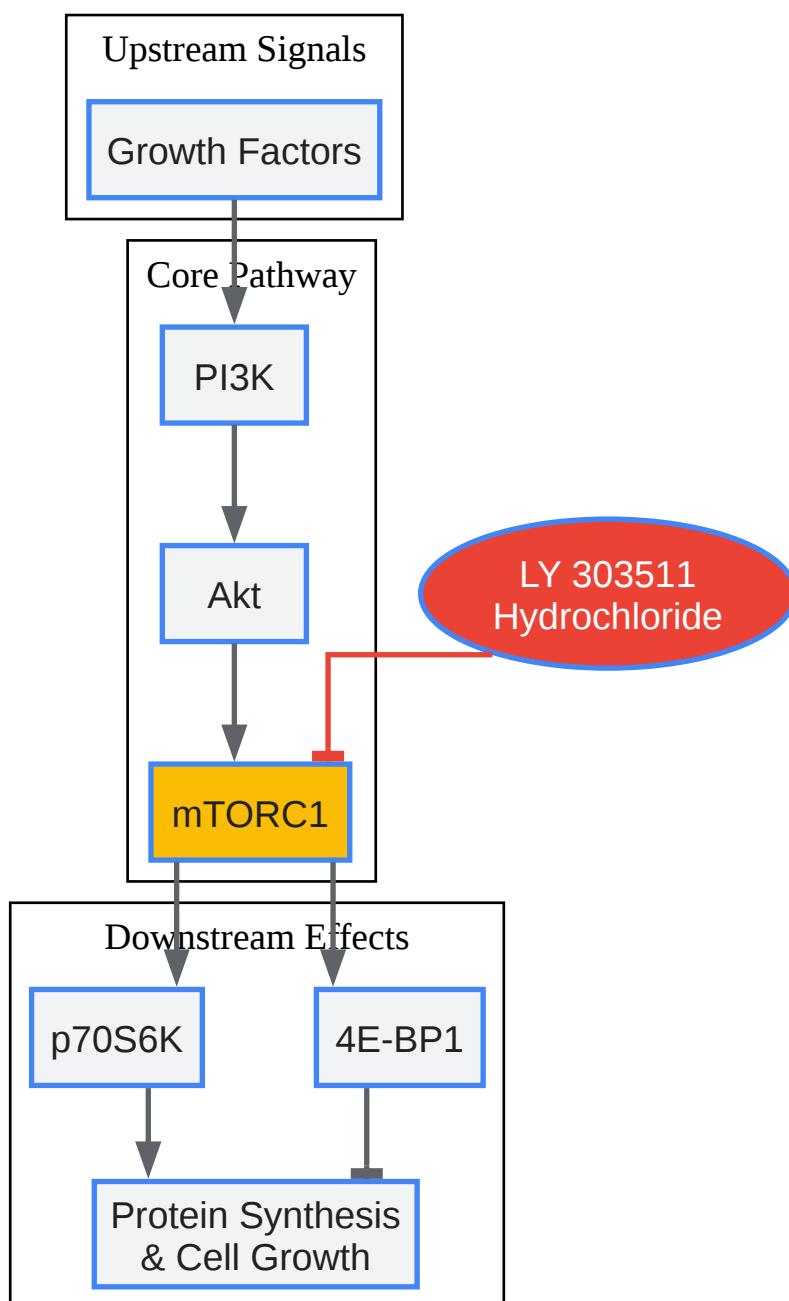 Upstream Signals
Growth Factors
Core Pathway
PI3K
Akt
LY 303511
Hydrochloride
mTORC1
Downstream Effects
p70S6K
4E-BP1
Protein Synthesis
& Cell Growth